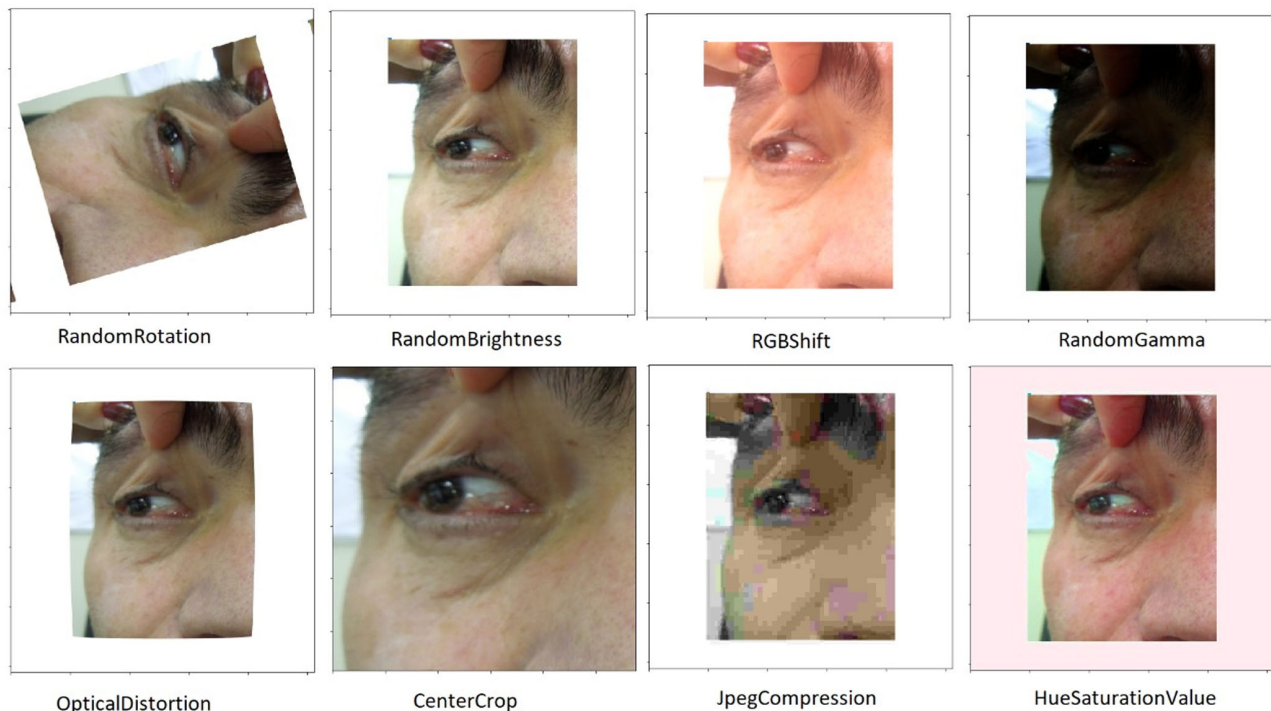 RandomRotation
RandomBrightness
RGBShift
RandomGamma
OpticalDistortion
CenterCrop
JpegCompression
HueSaturationValue